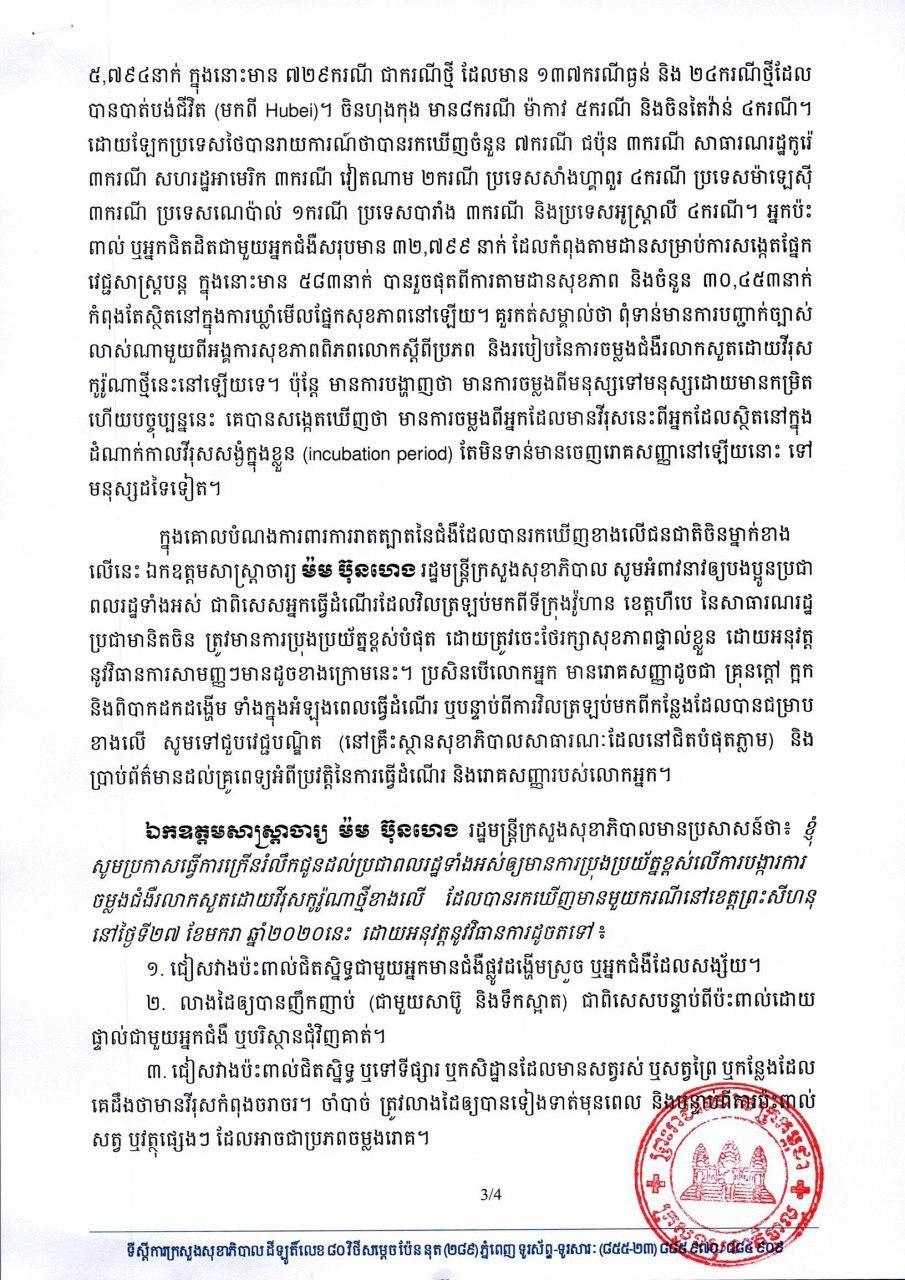 ៥,៧៩៤នាក់ ក្នុងនោះមាន ៧២៩ករណី ជាករណីថ្មី ដែលមាន ១៣៧ករណីធ្ងន់ និង ២៤ករណីថ្មីដែល
បានបាត់បង់ជីវិត (មកពី Hubei)។ ចិនហុងកុង មាន៨ករណី ម៉ាកាវ ៥ករណី និងចិនតៃវ៉ាន់ ៤ករណី។
ដោយឡែកប្រទេសថៃបានរាយការណ៍ថាបានរកឃើញចំនួន ៧ករណី ជប៉ុន ៣ករណី សាធារណរដ្ឋកូរ៉េ
៣ករណី សហរដ្ឋអាមេរិក ៣ករណី វៀតណាម ២ករណី ប្រទេសសាំងហ្គាពួរ ៤ករណី ប្រទេសម៉ាឡេស៊ី
៣ករណី ប្រទេសណេប៉ាល់ ១ករណី ប្រទេសបារាំង ៣ករណី និងប្រទេសអូស្ត្រាលី ៤ករណី។ អ្នកប៉ះ
ពាល់ ឬអ្នកជិតដិតជាមួយអ្នកជំងឺសរុបមាន ៣២,៧៩៩ នាក់ ដែលកំពុងតាមដានសម្រាប់ការសង្កេតផ្នែក
វេជ្ជសាស្ត្របន្ត ក្នុងនោះមាន ៥៨៣នាក់ បានរួចផុតពីការតាមដានសុខភាព និងចំនួន ៣០,៤៥៣នាក់
កំពុងតែស្ថិតនៅក្នុងការឃ្លាំមើលផ្នែកសុខភាពនៅឡើយ។ គួរកត់សម្គាល់ថា ពុំទាន់មានការបញ្ជាក់ច្បាស់
លាស់ណាមួយពីអង្គការសុខភាពពិភពលោកស្តីពីប្រភព និងរបៀបនៃការចម្លងជំងឺរលាកសួតដោយវីរុស
កូរ៉ូណាថ្មីនេះនៅឡើយទេ។ ប៉ុន្តែ មានការបង្ហាញថា មានការចម្លងពីមនុស្សទៅមនុស្សដោយមានកម្រិត
ហើយបច្ចុប្បន្ននេះ គេបានសង្កេតឃើញថា មានការចម្លងពីអ្នកដែលមានវីរុសនេះពីអ្នកដែលស្ថិតនៅក្នុង
ដំណាក់កាលវីរុសសង្ងំក្នុងខ្លួន (incubation period) តែមិនទាន់មានចេញរោគសញ្ញានៅឡើយនោះ ទៅ
មនុស្សដទៃទៀត។
ក្នុងគោលបំណងការពារការរាតត្បាតនៃជំងឺដែលបានរកឃើញខាងលើជនជាតិចិនម្នាក់ខាង
លើនេះ ឯកឧត្តមសាស្ត្រាចារ្យ ម៉ម ប៊ុនហេង រដ្ឋមន្ត្រីក្រសួងសុខាភិបាល សូមអំពាវនាវឲ្យបងប្អូនប្រជា
ពលរដ្ឋទាំងអស់ ជាពិសេសអ្នកធ្វើដំណើរដែលវិលត្រឡប់មកពីទីក្រុងវ៉ូហាន ខេត្តហឺប៉េ នៃសាធារណរដ្ឋ
ប្រជាមានិតចិន ត្រូវមានការប្រុងប្រយ័ត្នខ្ពស់បំផុត ដោយត្រូវចេះថែរក្សាសុខភាពផ្ទាល់ខ្លួន ដោយអនុវត្ត
នូវវិធានការសាមញ្ញៗមានដូចខាងក្រោមនេះ។ ប្រសិនបើលោកអ្នក មានរោគសញ្ញាដូចជា គ្រុនក្តៅ ក្អក
និងពិបាកដកដង្ហើម ទាំងក្នុងអំឡុងពេលធ្វើដំណើរ ឬបន្ទាប់ពីការវិលត្រឡប់មកពីកន្លែងដែលបានជម្រាប
ខាងលើ សូមទៅជួបវេជ្ជបណ្ឌិត (នៅគ្រឹះស្ថានសុខាភិបាលសាធារណៈដែលនៅជិតបំផុតភ្លាម) និង
ប្រាប់ព័ត៌មានដល់គ្រូពេទ្យអំពីប្រវត្តិនៃការធ្វើដំណើរ និងរោគសញ្ញារបស់លោកអ្នក។
ឯកឧត្តមសាស្ត្រាចារ្យ ម៉ម ប៊ុនហេង រដ្ឋមន្ត្រីក្រសួងសុខាភិបាលមានប្រសាសន៍ថា៖ ខ្ញុំ
សូមប្រកាសធ្វើការក្រើនរំលឹកជូនដល់ប្រជាពលរដ្ឋទាំងអស់ឲ្យមានការប្រុងប្រយ័ត្នខ្ពស់លើការបង្ការការ
ចម្លងជំងឺរលាកសួតដោយវីរុសកូរ៉ូណាថ្មីខាងលើ ដែលបានរកឃើញមានមួយករណីនៅខេត្តព្រះសីហនុ
នៅថ្ងៃទី២៧ ខែមករា ឆ្នាំ២០២០នេះ ដោយអនុវត្តនូវវិធានការដូចតទៅ ៖
១. ជៀសវាងប៉ះពាល់ជិតស្និទ្ធជាមួយអ្នកមានជំងឺផ្លូវដង្ហើមស្រួច ឬអ្នកជំងឺដែលសង្ស័យ។
២. លាងដៃឲ្យបានញឹកញាប់ (ជាមួយសាប៊ូ និងទឹកស្អាត) ជាពិសេសបន្ទាប់ពីប៉ះពាល់ដោយ
ផ្ទាល់ជាមួយអ្នកជំងឺ ឬបរិស្ថានជុំវិញគាត់។
៣. ជៀសវាងប៉ះពាល់ជិតស្និទ្ធ ឬទៅទីផ្សារ ឬកសិដ្ឋានដែលមានសត្វរស់ ឬសត្វព្រៃ ឬកន្លែងដែល
គេដឹងថាមានវីរុសកំពុងចរាចរ។ ចាំបាច់ ត្រូវលាងដៃឲ្យបានទៀងទាត់មុនពេល និងបន្ទាប់ពីការប៉ះពាល់
សត្វ ឬវត្ថុផ្សេងៗ ដែលអាចជាប្រភពចម្លងរោគ។
3/4
ទីស្តីការក្រសួងសុខាភិបាល ដីឡូតិ៍លេខ ៨០ វិថីសម្តេចប៉ែន នុត (២៨៩) ភ្នំពេញ ទូរស័ព្ទ-ទូរសារៈ (៨៥៥-២៣) ៨៨៥ ៩៧០/ ៨៨៤ ៩០៩